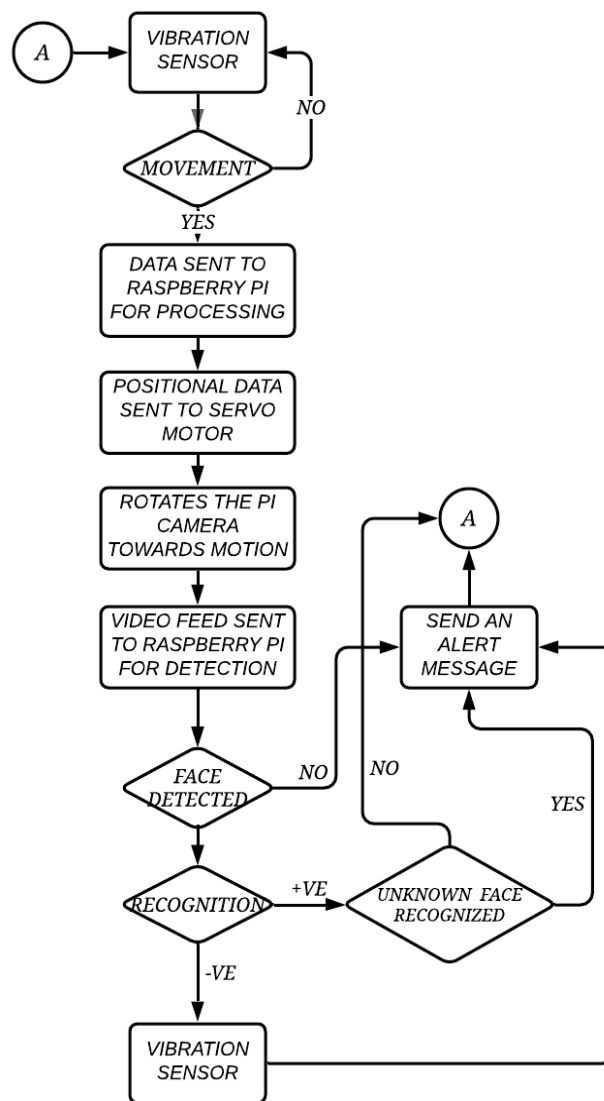 A
VIBRATION
SENSOR
NO
MOVEMENT
YES
DATA SENT TO
RASPBERRY PI
FOR PROCESSING
POSITIONAL DATA
SENT TO SERVO
MOTOR
ROTATES THE PI
CAMERA
TOWARDS MOTION
A
VIDEO FEED SENT
TO RASPBERRY PI
FOR DETECTION
SEND AN
ALERT
MESSAGE
FACE
DETECTED
NO
NO
YES
RECOGNITION
+VE
UNKNOWN FACE
RECOGNIZED
-VE
VIBRATION
SENSOR